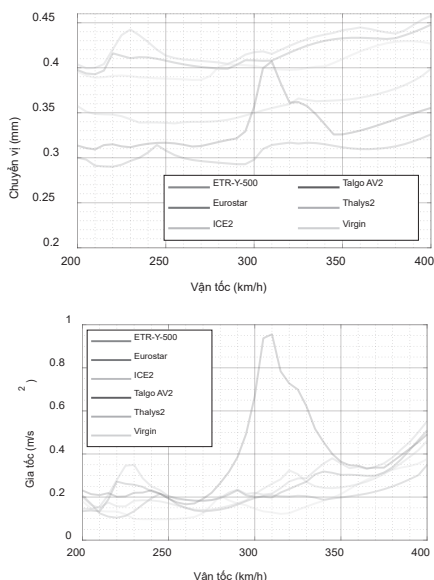 0.45
0.4
0.35
0.3
0.25
0.2
Chuyển vị (mm)
ETR-Y-500
Eurostar
ICE2
Talgo AV2
Thalys2
Virgin
200
250
300
350
400
Vận tốc (km/h)
1
0.8
0.6
0.4
0.2
0
Gia tốc (m/s
2
)
ETR-Y-500
Eurostar
ICE2
Talgo AV2
Thalys2
Virgin
200
250
300
350
400
Vận tốc (km/h)